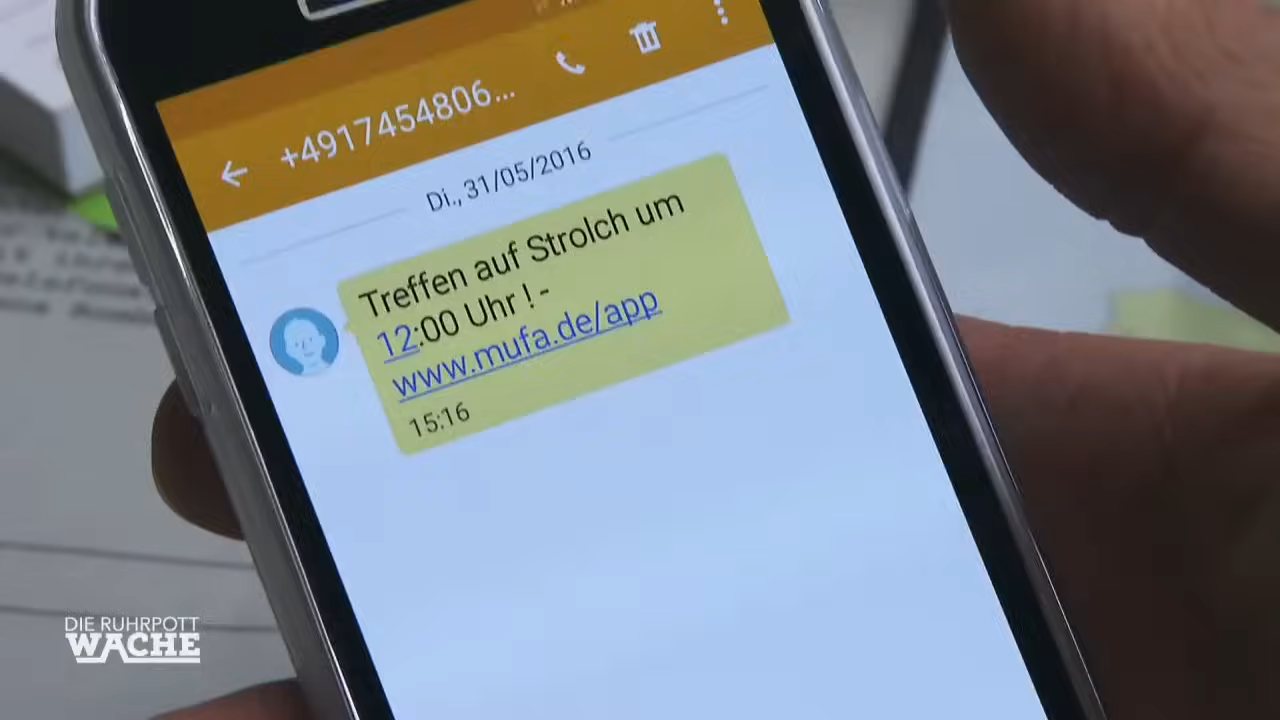 +4917454806...
Di., 31/05/2016
Treffen auf Strolch um
12:00 Uhr ! -
www.mufa.de/app
15:16
DIE RUHRPOTT
WACHE